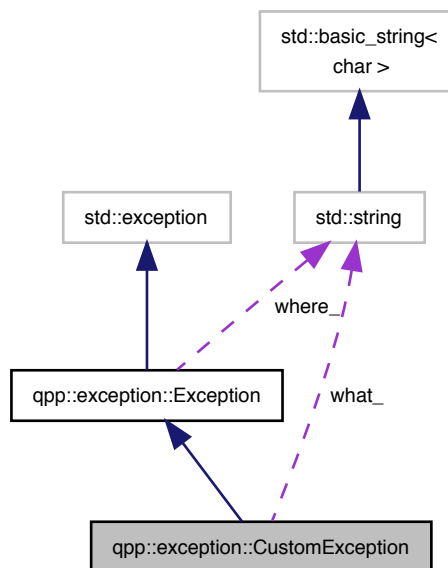 std::basic_string<
char >
std::exception
std::string
where_
qpp::exception::Exception
what_
qpp::exception::CustomException